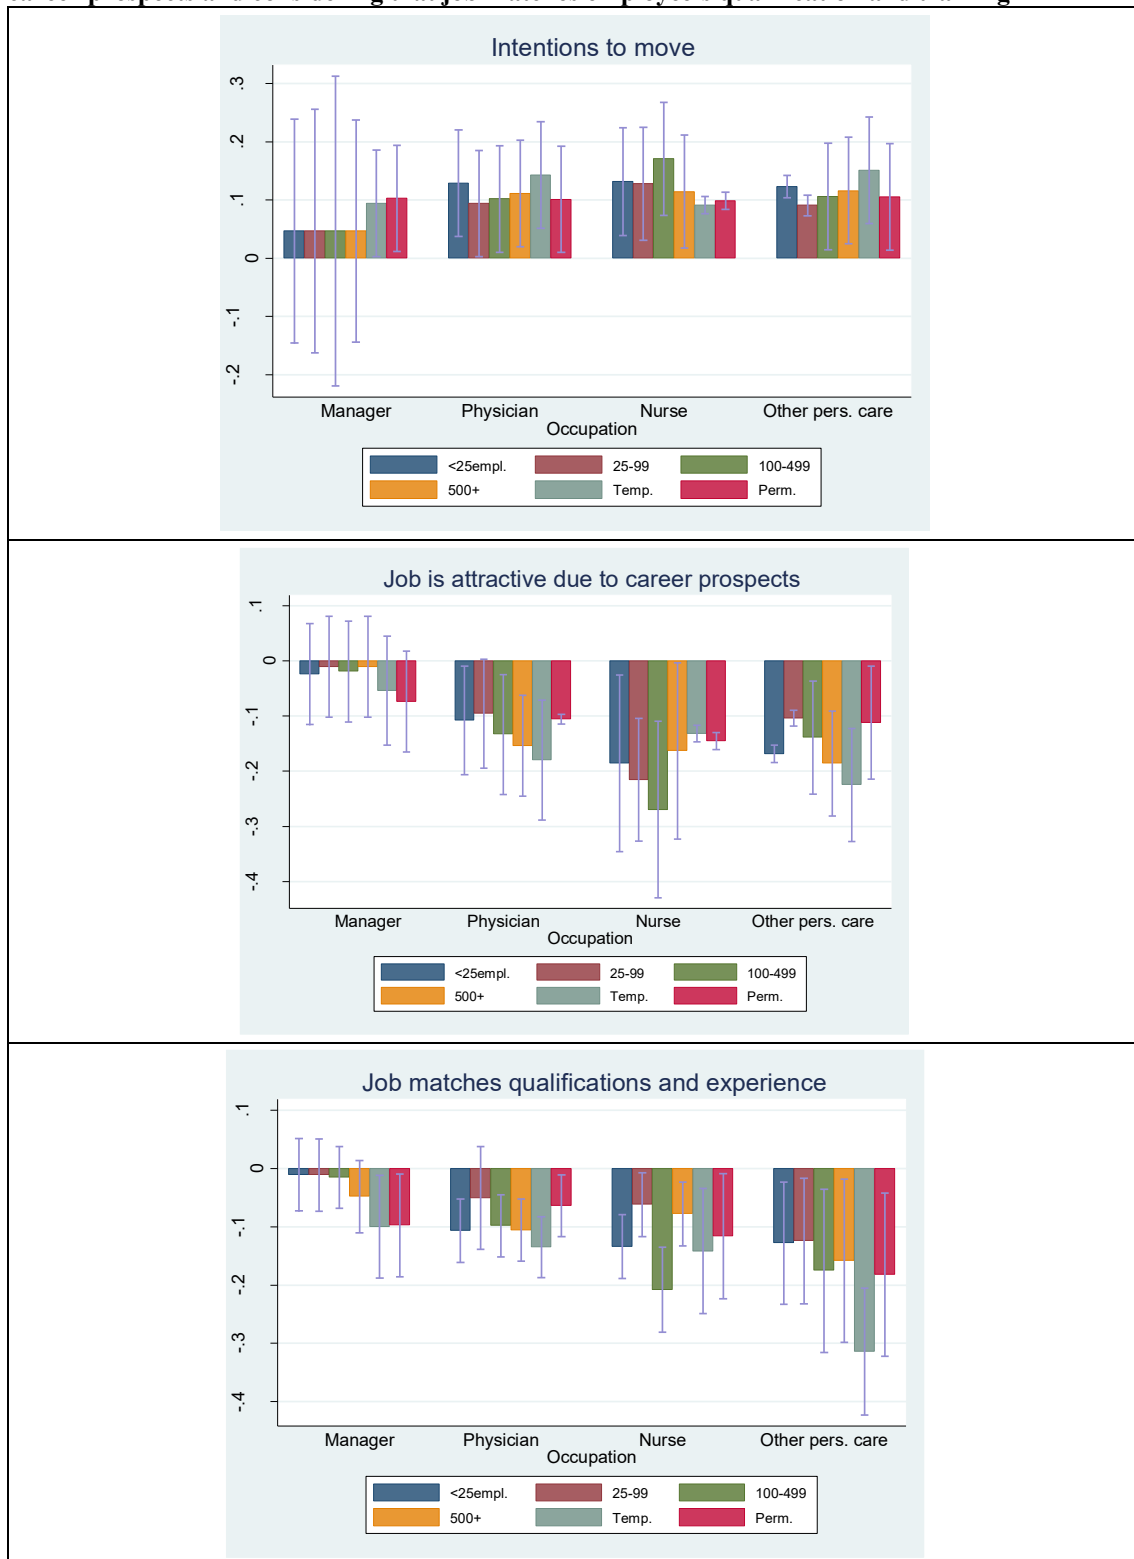 Intentions to move
.3
.2
.1
0
-.1
-.2
Manager Physician Nurse Other pers. care
Occupation
<25empl. 25-99 100-499
500+ Temp. Perm.
Job is attractive due to career prospects
.1
0
-.1
-.2
-.3
-.4
Manager Physician Nurse Other pers. care
Occupation
<25empl. 25-99 100-499
500+ Temp. Perm.
Job matches qualifications and experience
.1
0
-.1
-.2
-.3
-.4
Manager Physician Nurse Other pers. care
Occupation
<25empl. 25-99 100-499
500+ Temp. Perm.